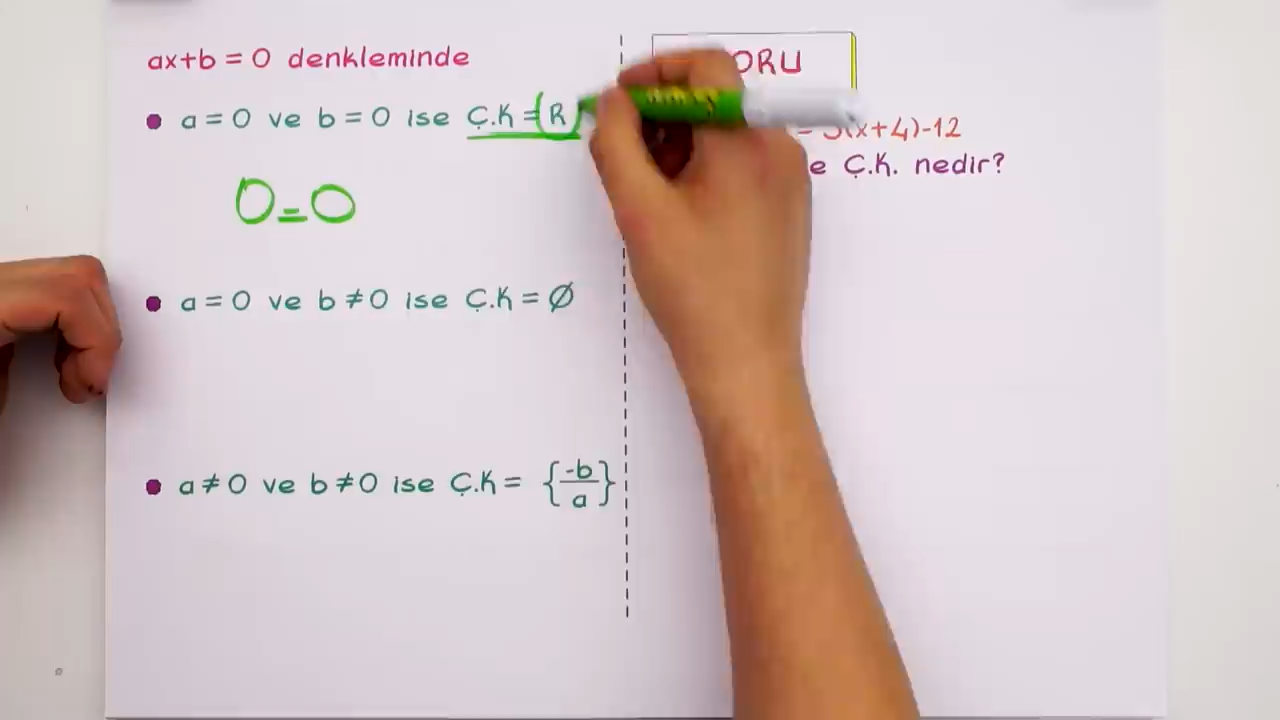 ax+b = 0 denkleminde
• a = 0 ve b = 0 ise Ç.K = R
0 = 0
• a = 0 ve b ≠ 0 ise Ç.K = Ø
• a ≠ 0 ve b ≠ 0 ise Ç.K = {-b/a}
(x+4)-12
Ç.K. nedir?